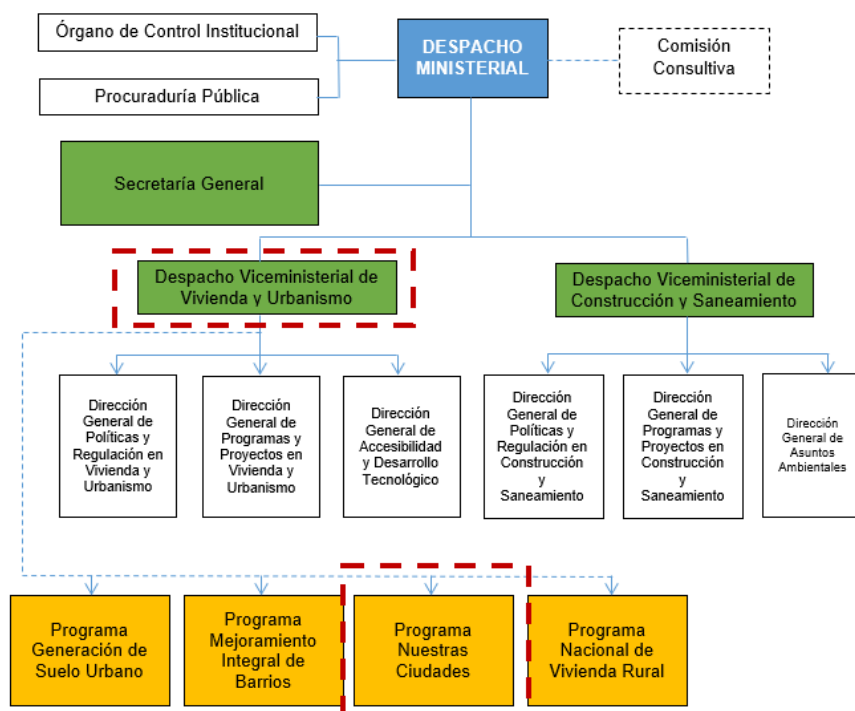 Órgano de Control Institucional
Procuraduría Pública
DESPACHO
MINISTERIAL
Comisión
Consultiva
Secretaría General
Despacho Viceministerial de
Vivienda y Urbanismo
Despacho Viceministerial de
Construcción y Saneamiento
Dirección
General de
Políticas y
Regulación en
Vivienda y
Urbanismo
Dirección
General de
Programas y
Proyectos en
Vivienda y
Urbanismo
Dirección
General de
Accesibilidad
y Desarrollo
Tecnológico
Dirección
General de
Políticas y
Regulación en
Construcción
y
Saneamiento
Dirección
General de
Programas y
Proyectos en
Construcción
y
Saneamiento
Dirección
General de
Asuntos
Ambientales
Programa
Generación de
Suelo Urbano
Programa
Mejoramiento
Integral de
Barrios
Programa
Nuestras
Ciudades
Programa
Nacional de
Vivienda Rural